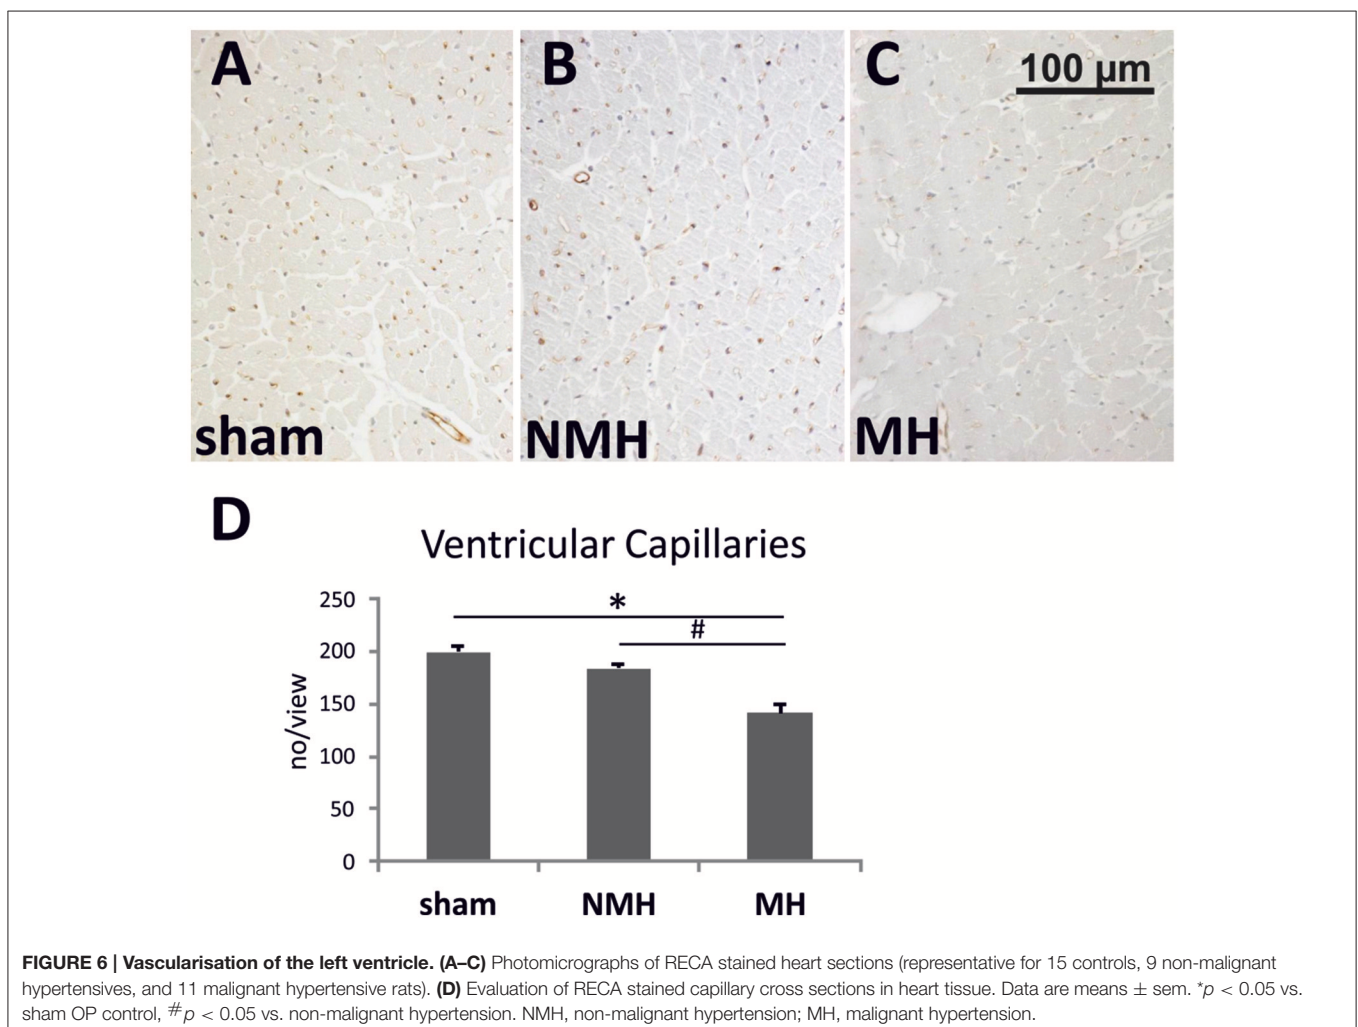 A
B
C
100 µm
sham
NMH
MH
D
Ventricular Capillaries
250
200
150
100
50
0
no/view
*
#
sham
NMH
MH
FIGURE 6 | Vascularisation of the left ventricle. (A–C) Photomicrographs of RECA stained heart sections (representative for 15 controls, 9 non-malignant
hypertensives, and 11 malignant hypertensive rats). (D) Evaluation of RECA stained capillary cross sections in heart tissue. Data are means ± sem. *p < 0.05 vs.
sham OP control, #p < 0.05 vs. non-malignant hypertension. NMH, non-malignant hypertension; MH, malignant hypertension.